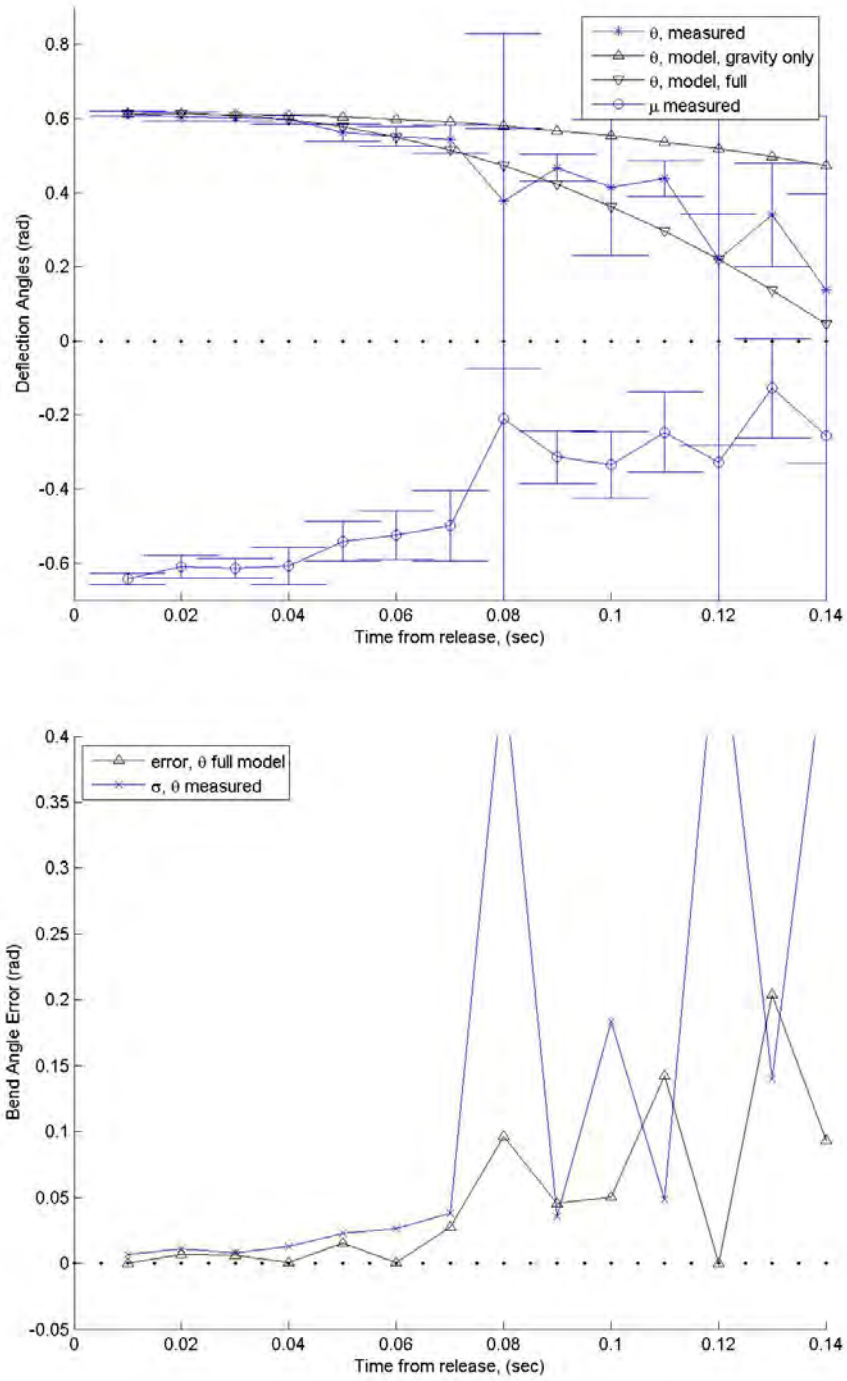 0.8
0.6
0.4
0.2
0
-0.2
-0.4
-0.6
Deflection Angles (rad)
θ, measured
θ, model, gravity only
θ, model, full
μ measured
0 0.02 0.04 0.06 0.08 0.1 0.12 0.14
Time from release, (sec)
0.4
0.35
0.3
0.25
0.2
0.15
0.1
0.05
0
-0.05
Bend Angle Error (rad)
error, θ full model
σ, θ measured
0 0.02 0.04 0.06 0.08 0.1 0.12 0.14
Time from release, (sec)